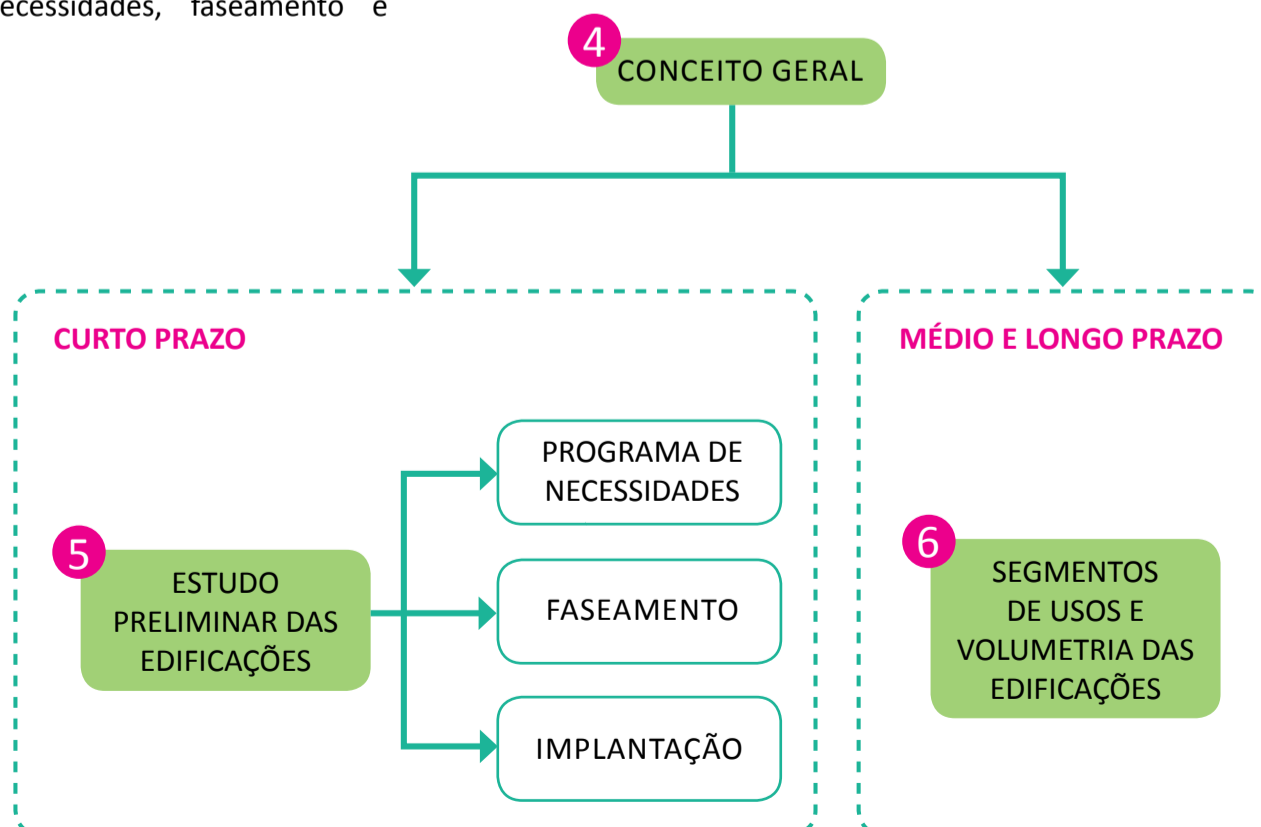 necessidades, faseamento e
4
CONCEITO GERAL
CURTO PRAZO
MÉDIO E LONGO PRAZO
PROGRAMA DE
NECESSIDADES
5
ESTUDO
PRELIMINAR DAS
EDIFICAÇÕES
FASEAMENTO
IMPLANTAÇÃO
6
SEGMENTOS
DE USOS E
VOLUMETRIA DAS
EDIFICAÇÕES